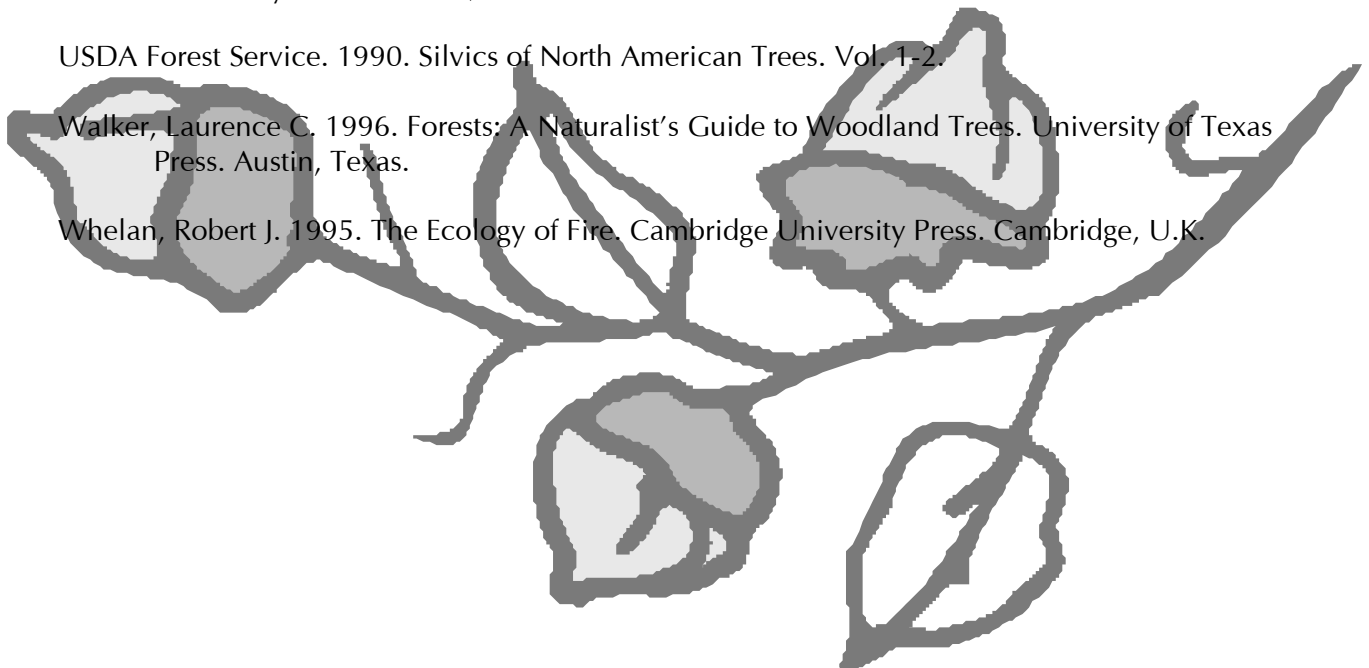 USDA Forest Service. 1990. Silvics of North American Trees. Vol. 1-2.
Walker, Laurence C. 1996. Forests: A Naturalist's Guide to Woodland Trees. University of Texas
Press. Austin, Texas.
Whelan, Robert J. 1995. The Ecology of Fire. Cambridge University Press. Cambridge, U.K.